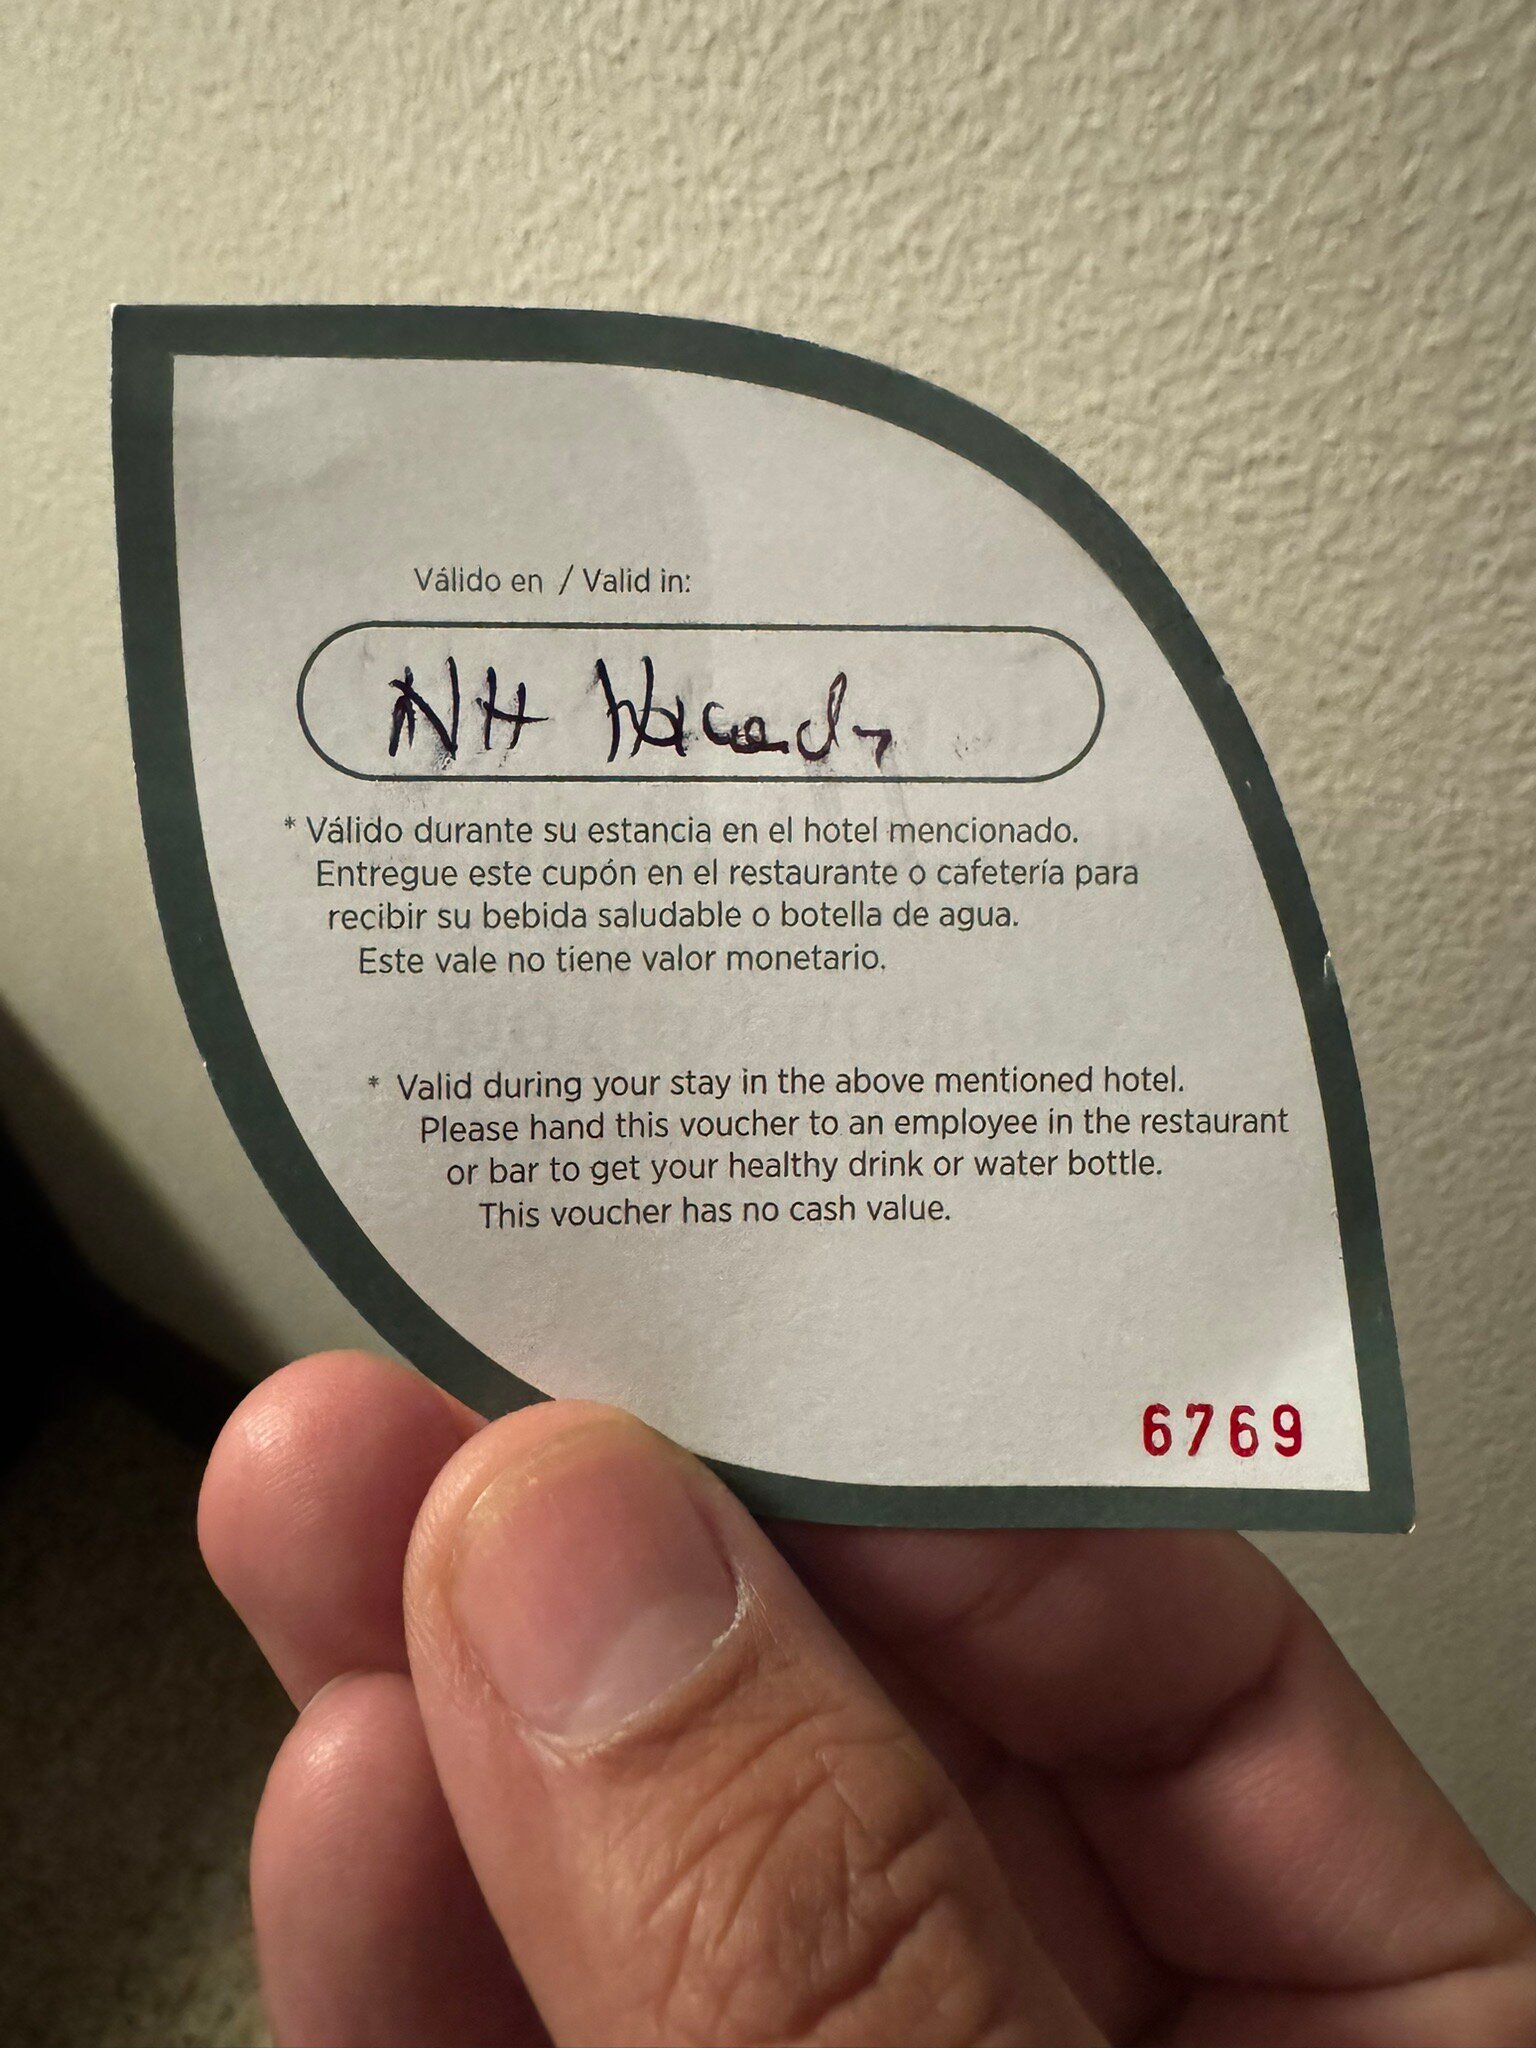 Válido en / Valid in:
NH
* Válido durante su estancia en el hotel mencionado.
Entregue este cupón en el restaurante o cafetería para
recibir su bebida saludable o botella de agua.
Este vale no tiene valor monetario.
* Valid during your stay in the above mentioned hotel.
Please hand this voucher to an employee in the restaurant
or bar to get your healthy drink or water bottle.
This voucher has no cash value.
6769